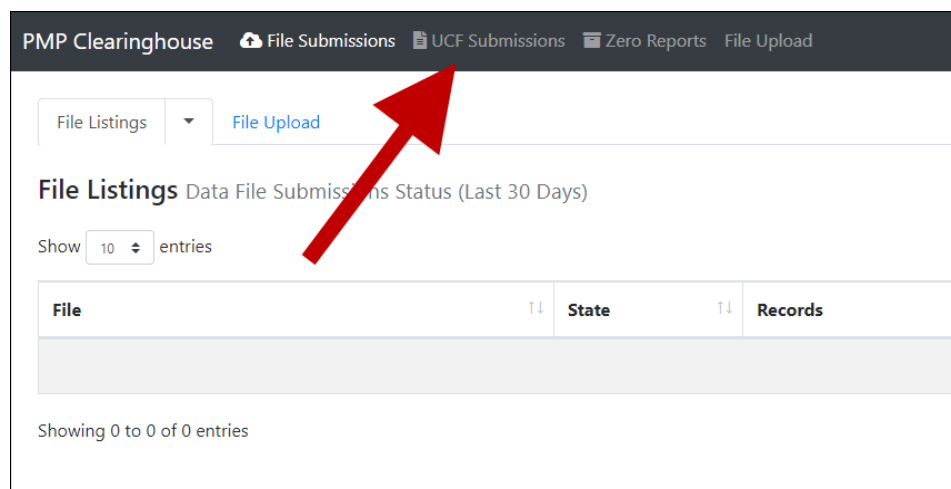 PMP Clearinghouse File Submissions UCF Submissions Zero Reports File Upload
File Listings File Upload
File Listings Data File Submissions Status (Last 30 Days)
Show 10 entries
File State Records
Showing 0 to 0 of 0 entries